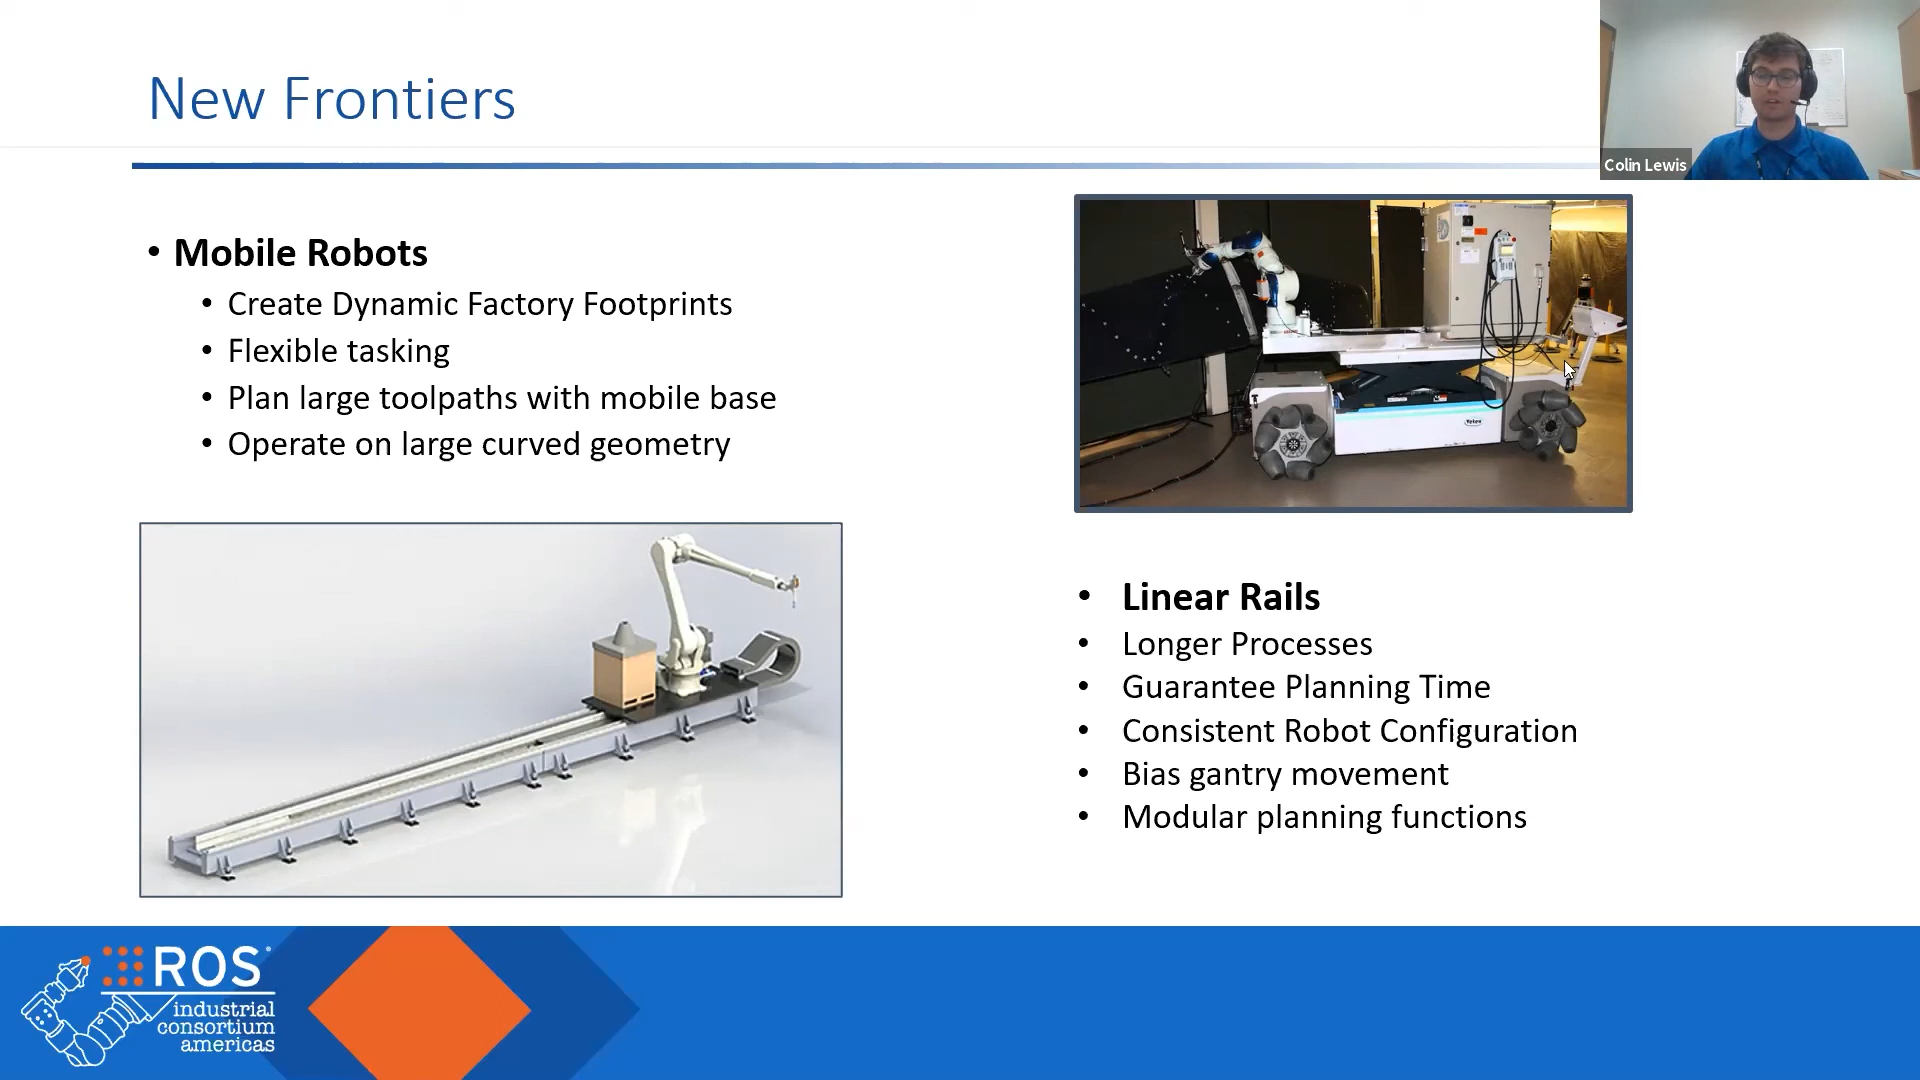 New Frontiers
Colin Lewis
• Mobile Robots
• Create Dynamic Factory Footprints
• Flexible tasking
• Plan large toolpaths with mobile base
• Operate on large curved geometry
Vetex
• Linear Rails
• Longer Processes
• Guarantee Planning Time
• Consistent Robot Configuration
• Bias gantry movement
• Modular planning functions
ROS
industrial
consortium
americas